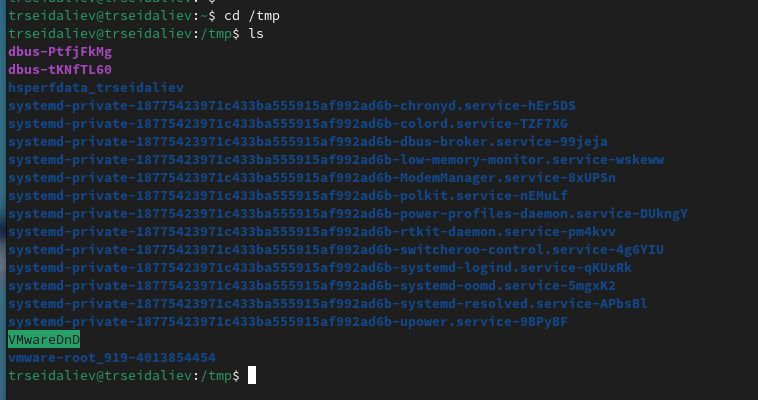 trseidaliev@trseidaliev:~$ cd /tmp
trseidaliev@trseidaliev:/tmp$ ls
dbus-PtfjFkMg
dbus-tKNfTL60
hsperfdata_trseidaliev
systemd-private-18775423971c433ba555915af992ad6b-chronyd.service-hEr5DS
systemd-private-18775423971c433ba555915af992ad6b-colord.service-TZF7XG
systemd-private-18775423971c433ba555915af992ad6b-dbus-broker.service-99jeja
systemd-private-18775423971c433ba555915af992ad6b-low-memory-monitor.service-wskeww
systemd-private-18775423971c433ba555915af992ad6b-ModemManager.service-8xUPSn
systemd-private-18775423971c433ba555915af992ad6b-polkit.service-nEMuLf
systemd-private-18775423971c433ba555915af992ad6b-power-profiles-daemon.service-DUkngY
systemd-private-18775423971c433ba555915af992ad6b-rtkit-daemon.service-pm4kvv
systemd-private-18775423971c433ba555915af992ad6b-switcheroo-control.service-4g6YIU
systemd-private-18775423971c433ba555915af992ad6b-systemd-logind.service-qKUxRk
systemd-private-18775423971c433ba555915af992ad6b-systemd-oomd.service-5mgxK2
systemd-private-18775423971c433ba555915af992ad6b-systemd-resolved.service-APbsBl
systemd-private-18775423971c433ba555915af992ad6b-upower.service-9BPyBF
VMwareDnD
vmware-root_919-4013854454
trseidaliev@trseidaliev:/tmp$